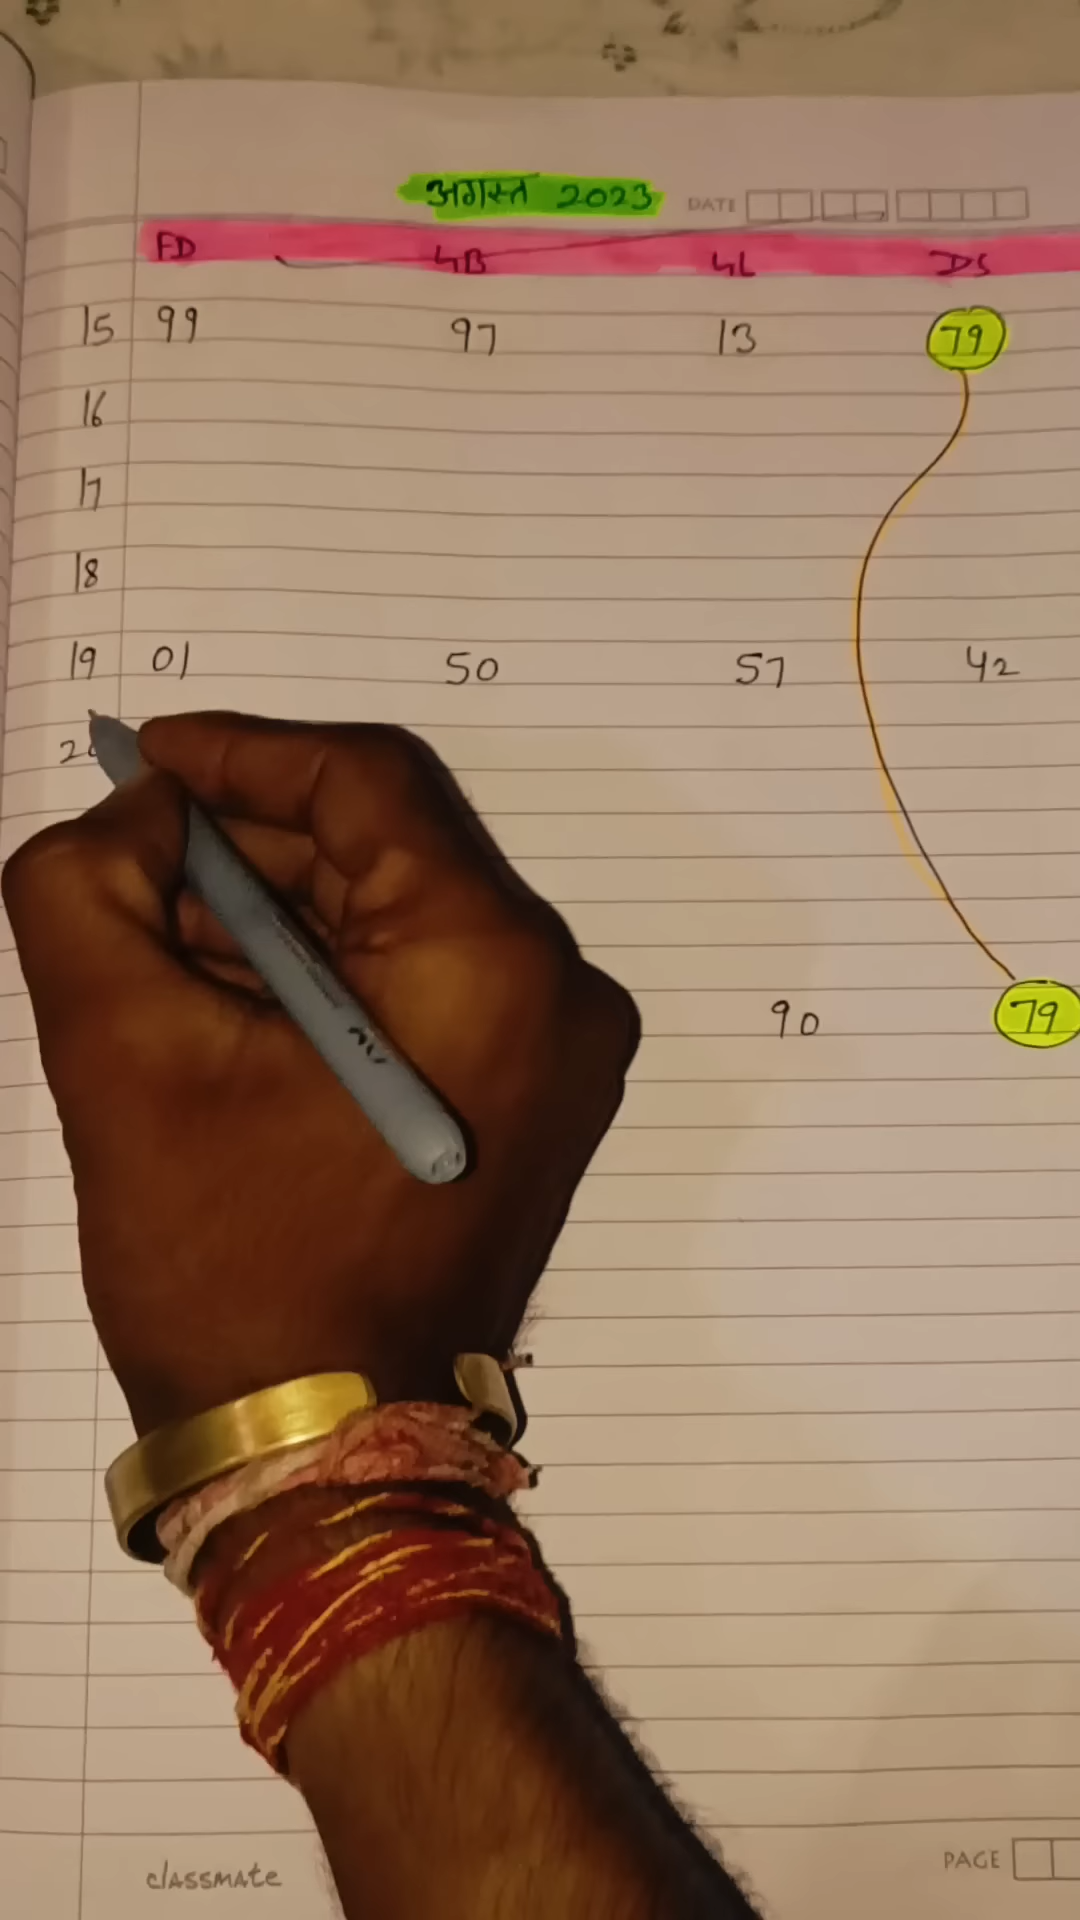 अगस्त 2023 DATE
FD GB GL DS
15 99 97 13 79
16
17
18
19 01 50 57 42
90 79
classmate PAGE